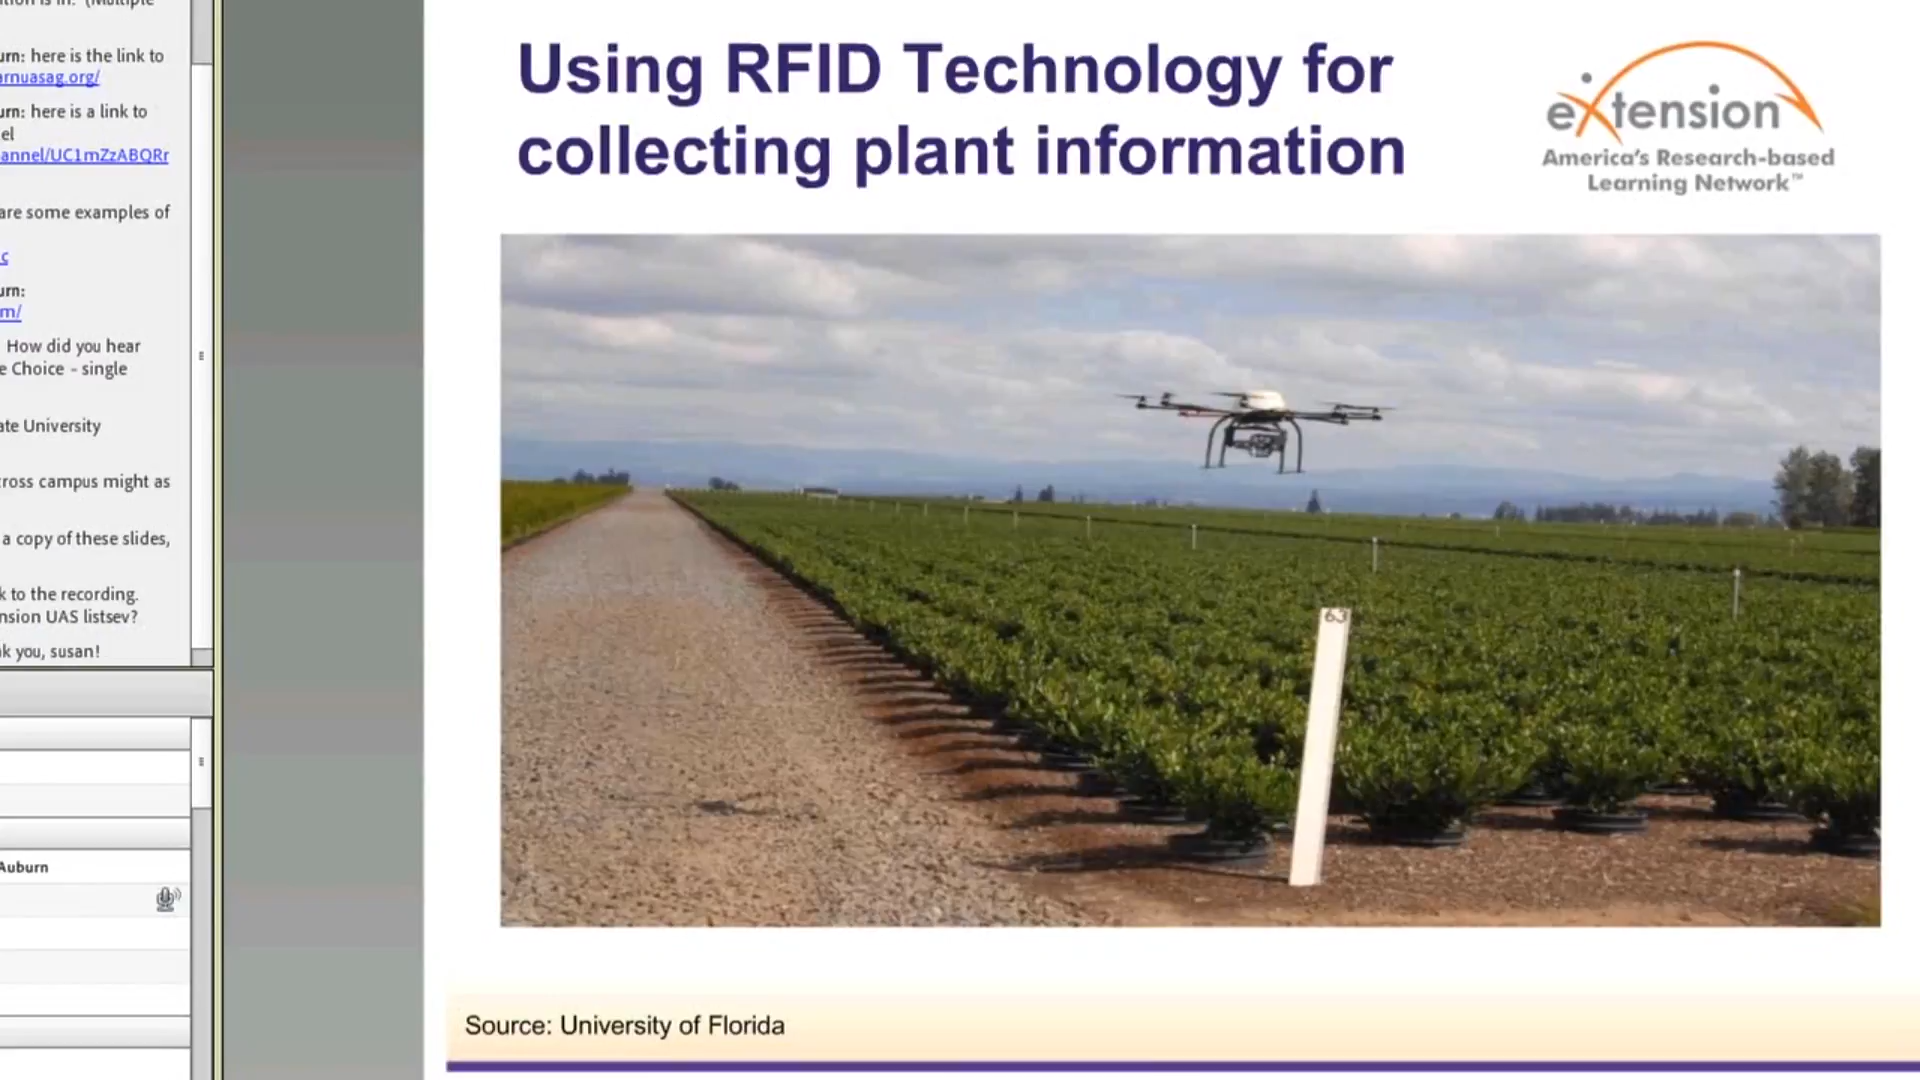 urn: here is the link to
arnuasag.org/
urn: here is a link to
el
annel/UC1mZzABQRr
are some examples of
c
urn:
m/
How did you hear
e Choice - single
ate University
cross campus might as
a copy of these slides,
k to the recording.
nsion UAS listsev?
k you, susan!
Auburn
Using RFID Technology for
collecting plant information
eXtension
America's Research-based
Learning Network™
63
Source: University of Florida